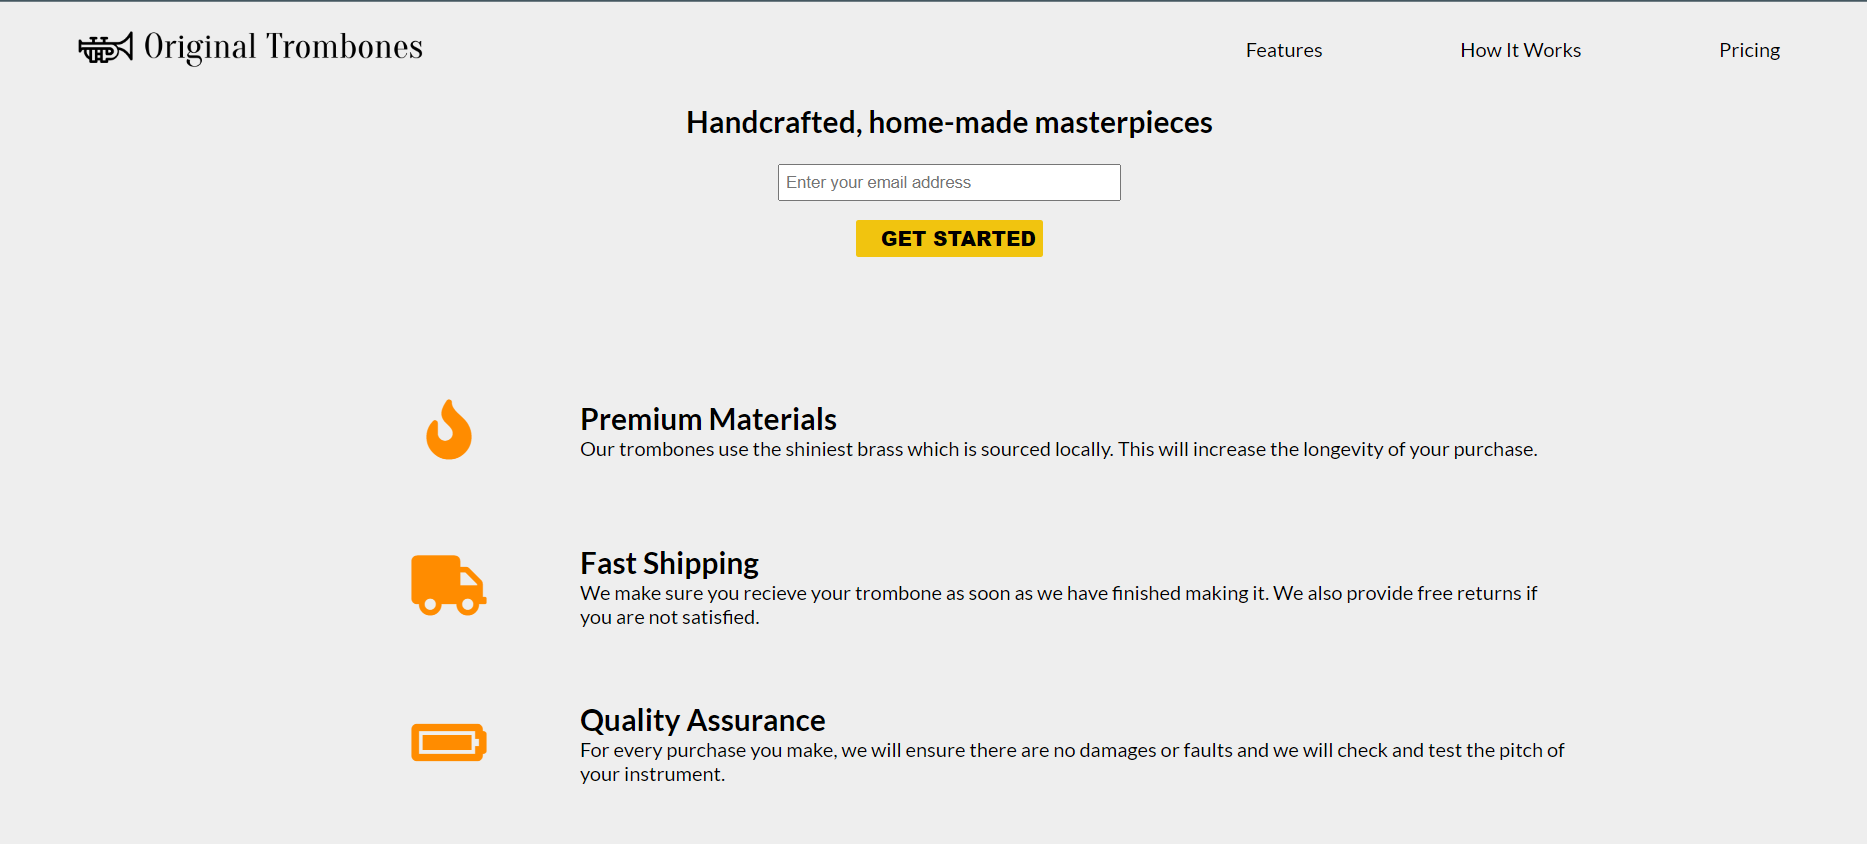 Original Trombones
Features
How It Works
Pricing
Handcrafted, home-made masterpieces
Enter your email address
GET STARTED
Premium Materials
Our trombones use the shiniest brass which is sourced locally. This will increase the longevity of your purchase.
Fast Shipping
We make sure you recieve your trombone as soon as we have finished making it. We also provide free returns if
you are not satisfied.
Quality Assurance
For every purchase you make, we will ensure there are no damages or faults and we will check and test the pitch of
your instrument.